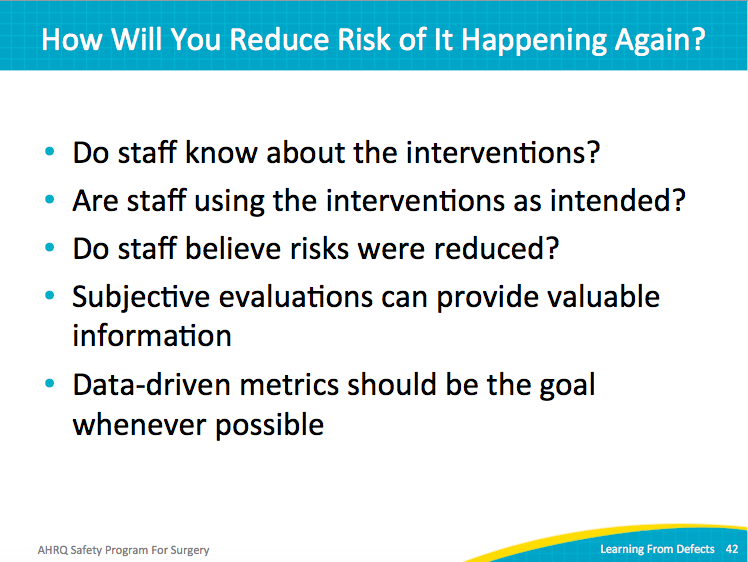 How Will You Reduce Risk of It Happening Again?
• Do staff know about the interventions?
• Are staff using the interventions as intended?
• Do staff believe risks were reduced?
• Subjective evaluations can provide valuable
information
• Data-driven metrics should be the goal
whenever possible
AHRQ Safety Program For Surgery
Learning From Defects 42